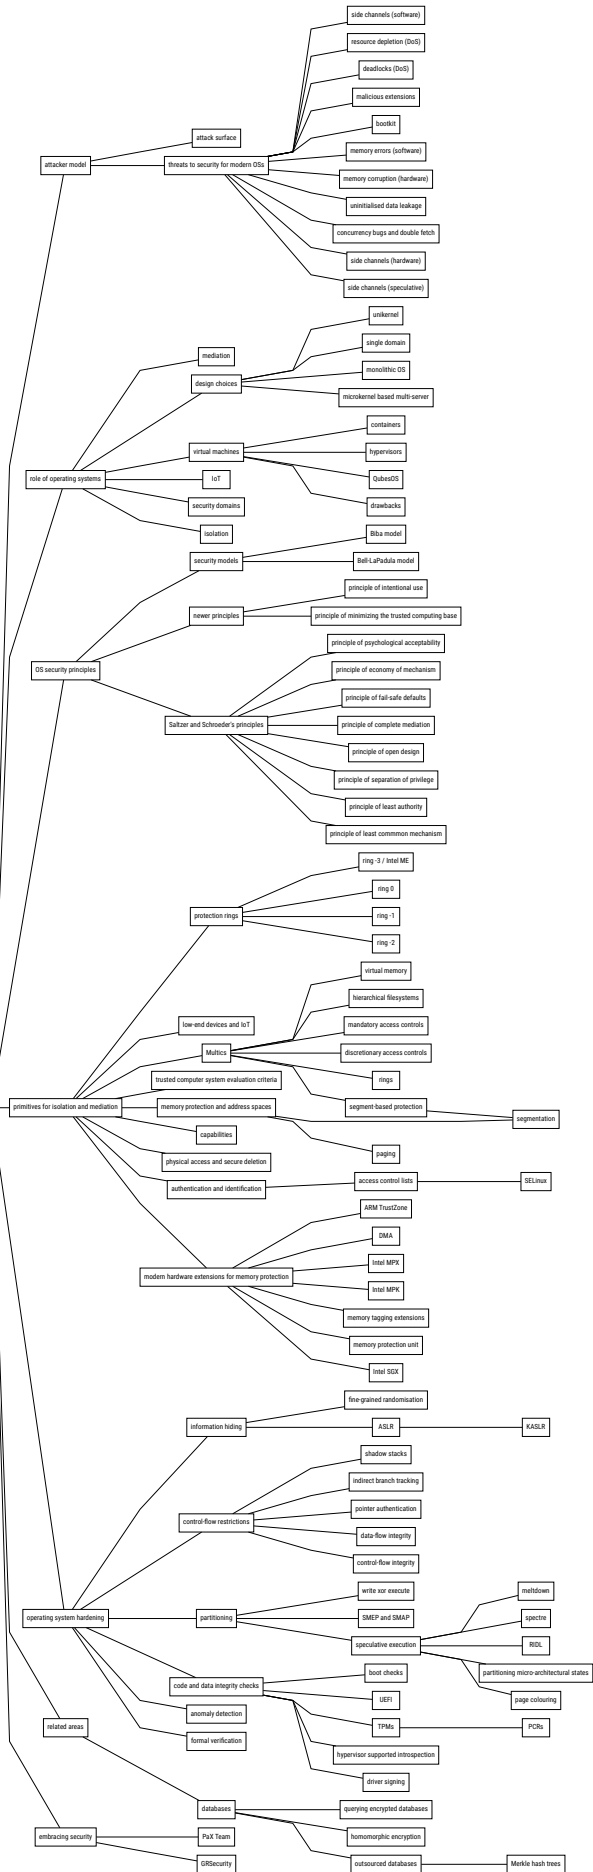 side channels (software)
resource depletion (DoS)
deadlocks (DoS)
malicious extensions
bootkit
attack surface
memory errors (software)
attacker model
threats to security for modern OSs
memory corruption (hardware)
uninitialised data leakage
concurrency bugs and double fetch
side channels (hardware)
side channels (speculative)
unikernel
single domain
mediation
monolithic OS
design choices
microkernel based multi-server
containers
virtual machines
hypervisors
role of operating systems
IoT
QubesOS
security domains
drawbacks
isolation
Biba model
security models
Bell-LaPadula model
principle of intentional use
newer principles
principle of minimizing the trusted computing base
principle of psychological acceptability
OS security principles
principle of economy of mechanism
principle of fail-safe defaults
Saltzer and Schroeder's principles
principle of complete mediation
principle of open design
principle of separation of privilege
principle of least authority
principle of least commmon mechanism
ring -3 / Intel ME
ring 0
protection rings
ring -1
ring -2
virtual memory
hierarchical filesystems
low-end devices and IoT
mandatory access controls
Multics
discretionary access controls
trusted computer system evaluation criteria
rings
primitives for isolation and mediation
memory protection and address spaces
segment-based protection
segmentation
capabilities
paging
physical access and secure deletion
authentication and identification
access control lists
SELinux
ARM TrustZone
DMA
Intel MPX
modern hardware extensions for memory protection
Intel MPK
memory tagging extensions
memory protection unit
Intel SGX
fine-grained randomisation
information hiding
ASLR
KASLR
shadow stacks
indirect branch tracking
pointer authentication
control-flow restrictions
data-flow integrity
control-flow integrity
write xor execute
meltdown
operating system hardening
partitioning
SMEP and SMAP
spectre
speculative execution
RIDL
boot checks
partitioning micro-architectural states
code and data integrity checks
UEFI
page colouring
anomaly detection
related areas
TPMs
PCRs
formal verification
hypervisor supported introspection
driver signing
databases
querying encrypted databases
embracing security
PaX Team
homomorphic encryption
GRSecurity
outsourced databases
Merkle hash trees